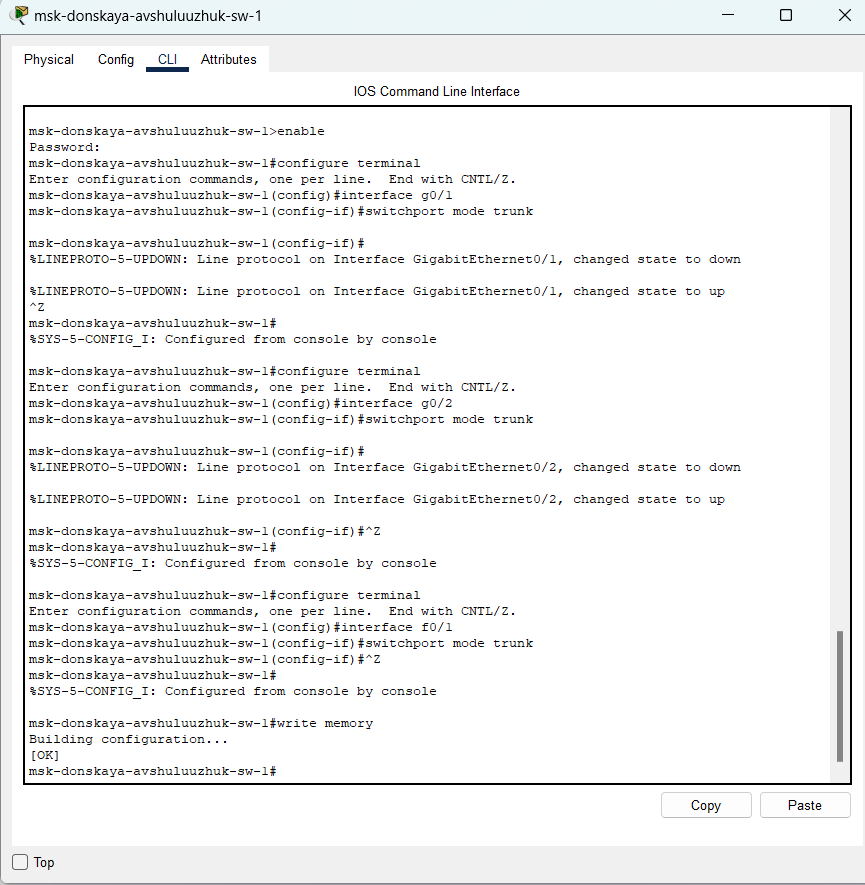 msk-donskaya-avshuluuzhuk-sw-1
Physical Config CLI Attributes
IOS Command Line Interface
msk-donskaya-avshuluuzhuk-sw-1>enable
Password:
msk-donskaya-avshuluuzhuk-sw-1#configure terminal
Enter configuration commands, one per line.  End with CNTL/Z.
msk-donskaya-avshuluuzhuk-sw-1(config)#interface g0/1
msk-donskaya-avshuluuzhuk-sw-1(config-if)#switchport mode trunk
msk-donskaya-avshuluuzhuk-sw-1(config-if)#
%LINEPROTO-5-UPDOWN: Line protocol on Interface GigabitEthernet0/1, changed state to down
%LINEPROTO-5-UPDOWN: Line protocol on Interface GigabitEthernet0/1, changed state to up
^Z
msk-donskaya-avshuluuzhuk-sw-1#
%SYS-5-CONFIG_I: Configured from console by console
msk-donskaya-avshuluuzhuk-sw-1#configure terminal
Enter configuration commands, one per line.  End with CNTL/Z.
msk-donskaya-avshuluuzhuk-sw-1(config)#interface g0/2
msk-donskaya-avshuluuzhuk-sw-1(config-if)#switchport mode trunk
msk-donskaya-avshuluuzhuk-sw-1(config-if)#
%LINEPROTO-5-UPDOWN: Line protocol on Interface GigabitEthernet0/2, changed state to down
%LINEPROTO-5-UPDOWN: Line protocol on Interface GigabitEthernet0/2, changed state to up
msk-donskaya-avshuluuzhuk-sw-1(config-if)#^Z
msk-donskaya-avshuluuzhuk-sw-1#
%SYS-5-CONFIG_I: Configured from console by console
msk-donskaya-avshuluuzhuk-sw-1#configure terminal
Enter configuration commands, one per line.  End with CNTL/Z.
msk-donskaya-avshuluuzhuk-sw-1(config)#interface f0/1
msk-donskaya-avshuluuzhuk-sw-1(config-if)#switchport mode trunk
msk-donskaya-avshuluuzhuk-sw-1(config-if)#^Z
msk-donskaya-avshuluuzhuk-sw-1#
%SYS-5-CONFIG_I: Configured from console by console
msk-donskaya-avshuluuzhuk-sw-1#write memory
Building configuration...
[OK]
msk-donskaya-avshuluuzhuk-sw-1#
Copy Paste
Top